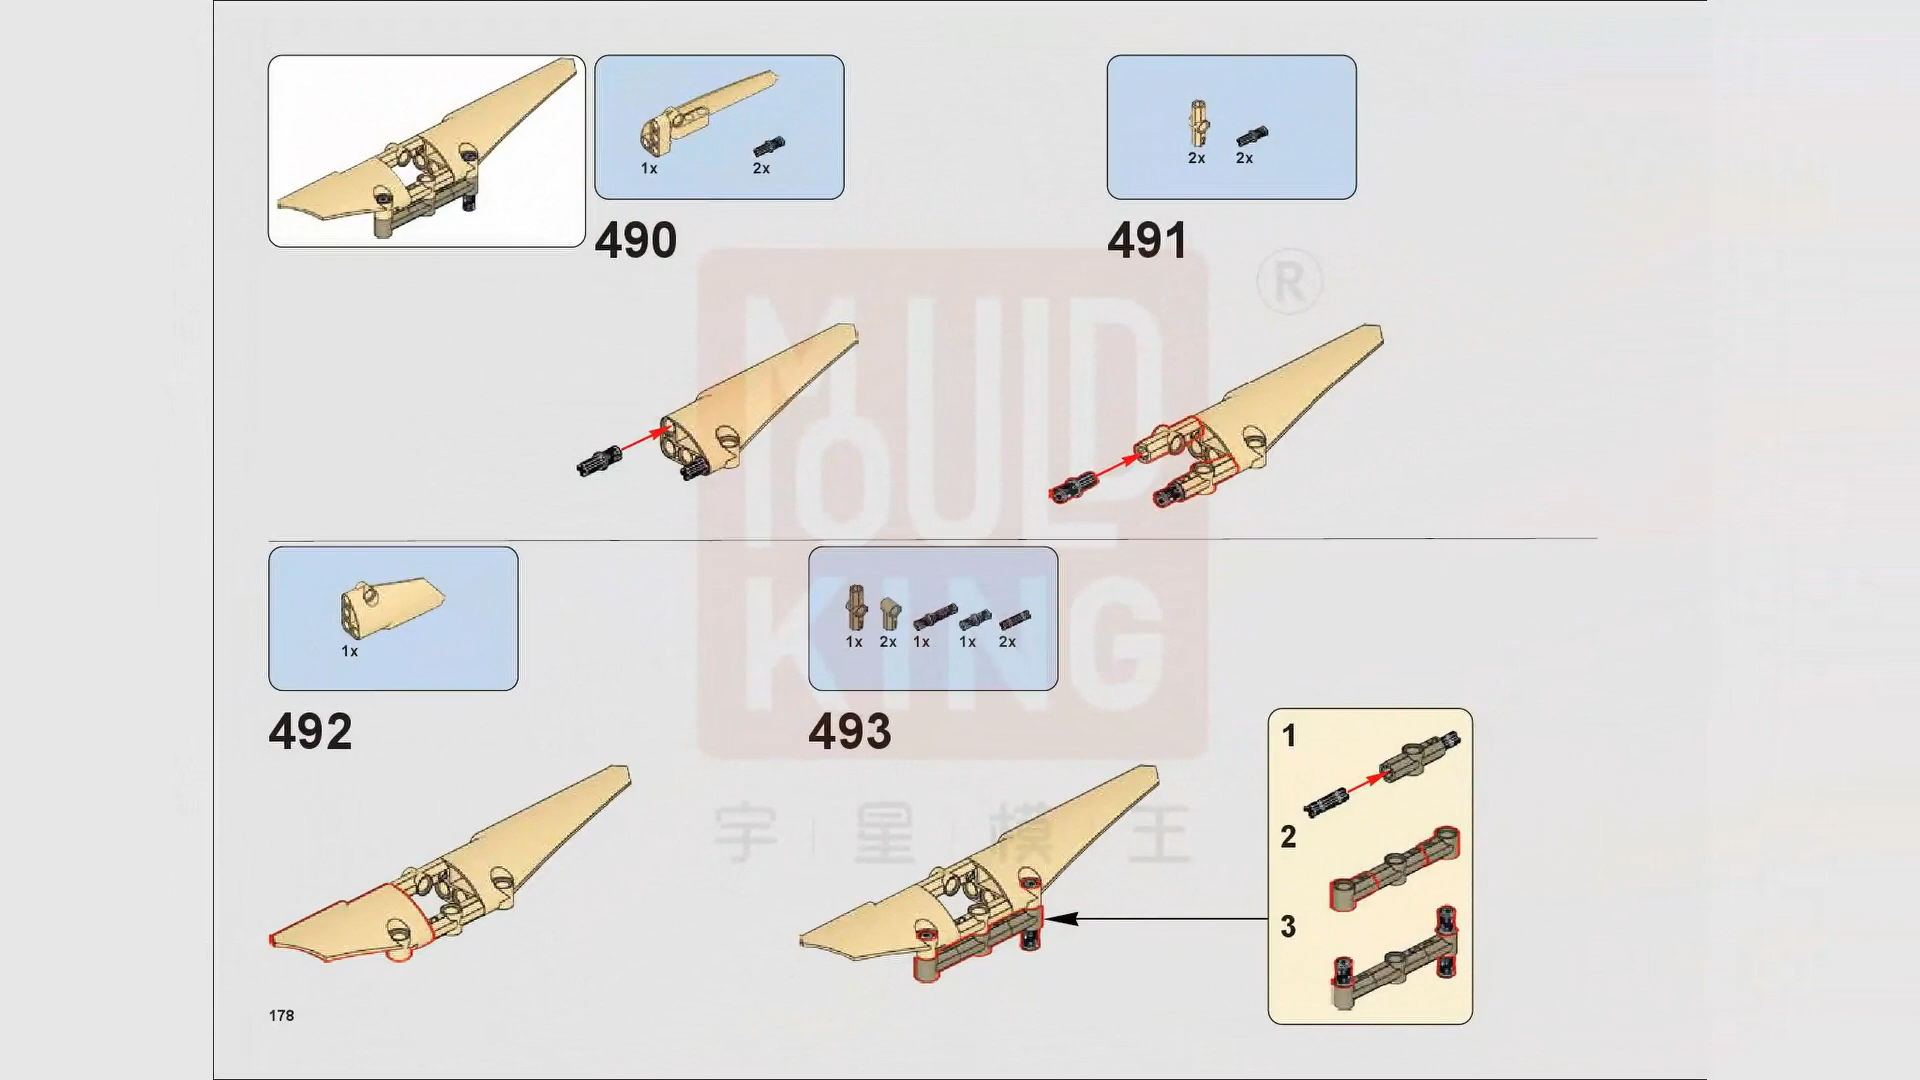 1x 2x
490
2x 2x
491
®
MOULD
KING
1x
492
1x 2x 1x 1x 2x
493
1
2
3
宇 星 模 王
178